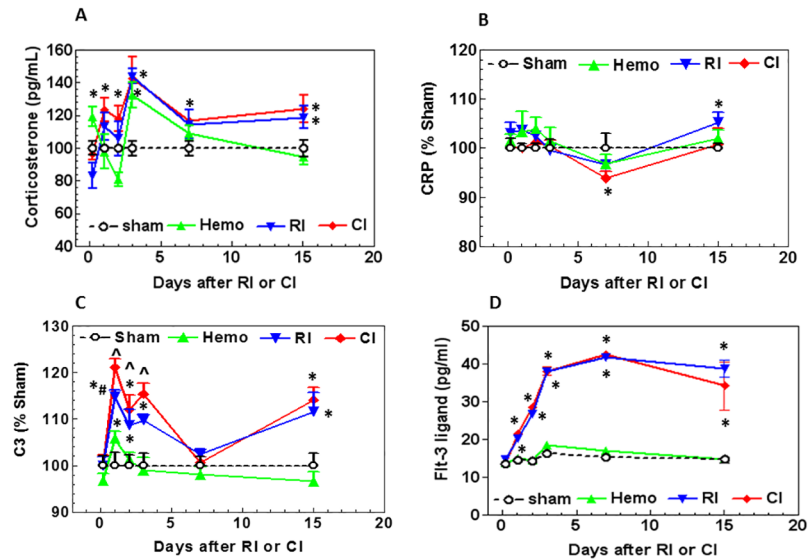 A
160
140
120
100
80
60
40
Corticosterone (pg/mL)
* * *
*
*
*
*
*
sham Hemo RI CI
0 5 10 15 20
Days after RI or CI
B
120
110
100
90
80
CRP (% Sham)
Sham Hemo RI CI
*
*
0 5 10 15 20
Days after RI or CI
C
130
120
110
100
90
C3 (% Sham)
Sham Hemo RI CI
^
^ ^
*#
*
*
*
*
*
0 5 10 15 20
Days after RI or CI
D
50
40
30
20
10
0
Flt-3 ligand (pg/ml)
*
*
*
*
*
*
*
*
*
*
sham Hemo RI CI
0 5 10 15 20
Days after RI or CI